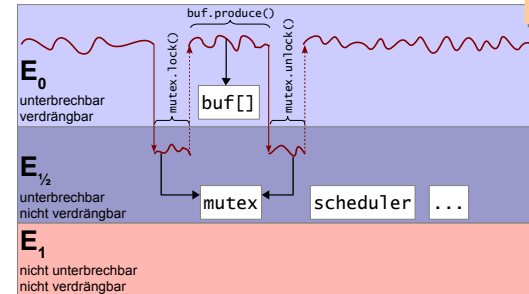 buf.produce()
mutex.lock()
mutex.unlock()
E0
unterbrechbar
verdrängbar
buf[]
E½
unterbrechbar
nicht verdrängbar
mutex
scheduler
...
E1
nicht unterbrechbar
nicht verdrängbar